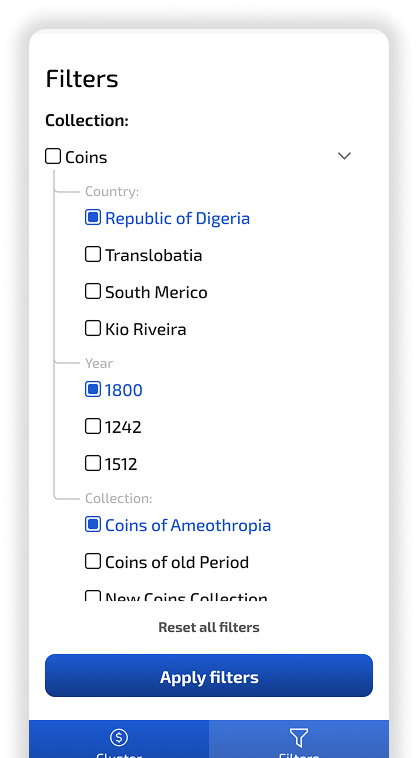 Filters
Collection:
Coins
Country:
Republic of Digeria
Translobatia
South Merico
Kio Riveira
Year
1800
1242
1512
Collection:
Coins of Ameothropia
Coins of old Period
New Coins Collection
Reset all filters
Apply filters
Cluster
Filters